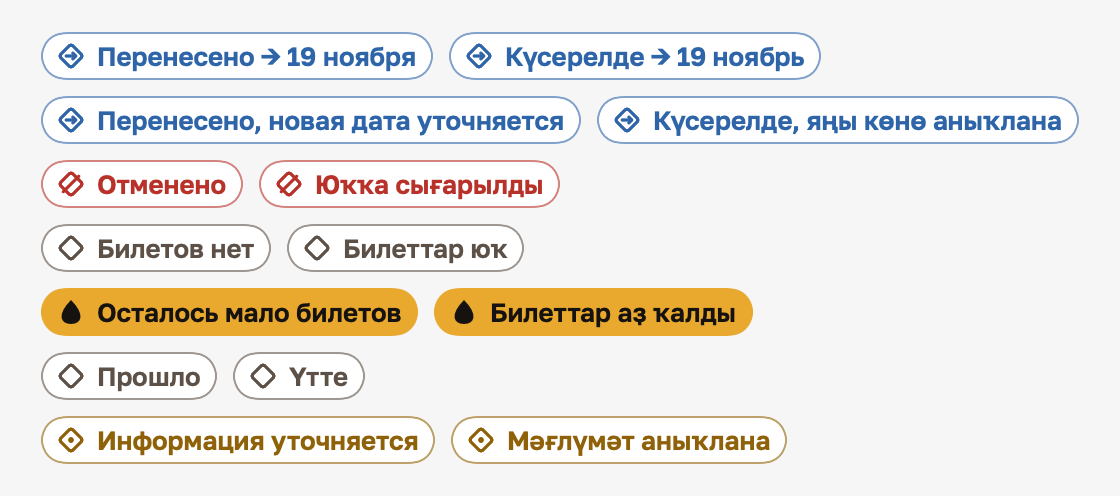 Перенесено → 19 ноября Күсерелде → 19 ноябрь
Перенесено, новая дата уточняется Күсерелде, яңы көнө аныҡлана
Отменено Юҡҡа сығарылды
Билетов нет Билеттар юҡ
Осталось мало билетов Билеттар аҙ ҡалды
Прошло Үтте
Информация уточняется Мәғлүмәт аныҡлана